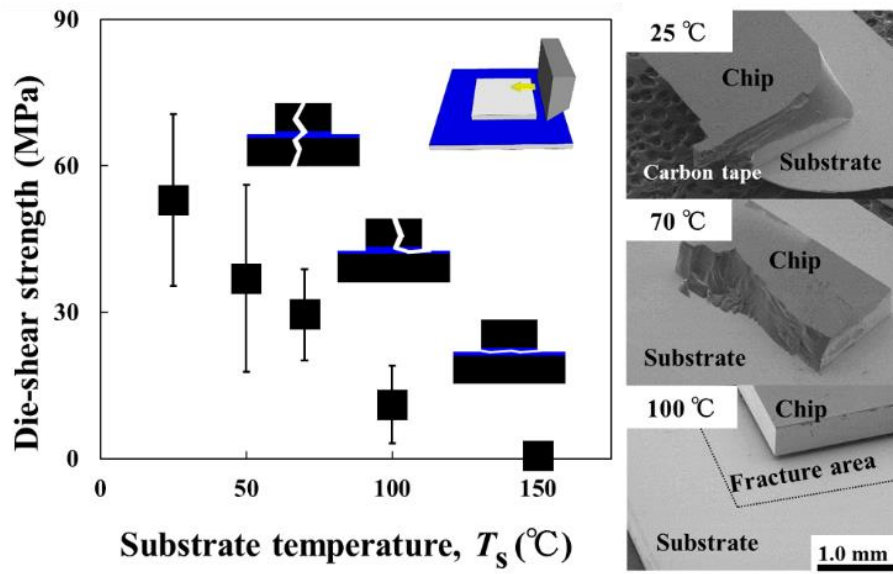 90
60
30
0
0
50
100
150
Die-shear strength (MPa)
Substrate temperature, Tₛ (℃)
25 ℃
Chip
Carbon tape
Substrate
70 ℃
Chip
Substrate
100 ℃
Chip
Fracture area
Substrate
1.0 mm